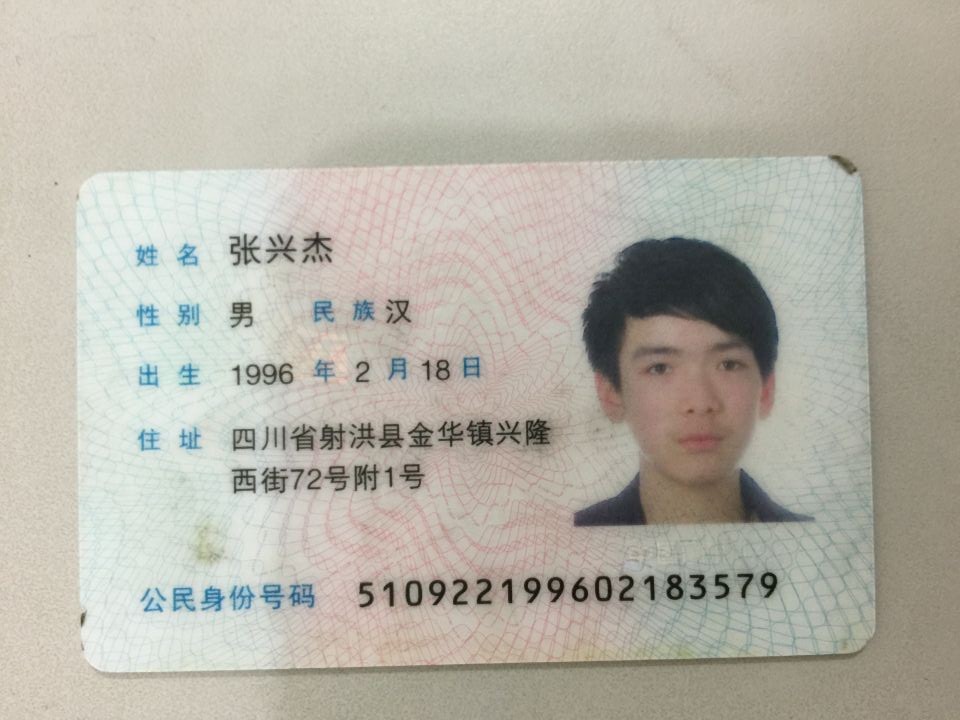 姓名 张兴杰
性别 男 民族 汉
出生 1996 年 2 月 18 日
住址 四川省射洪县金华镇兴隆
西街72号附1号
公民身份号码 510922199602183579